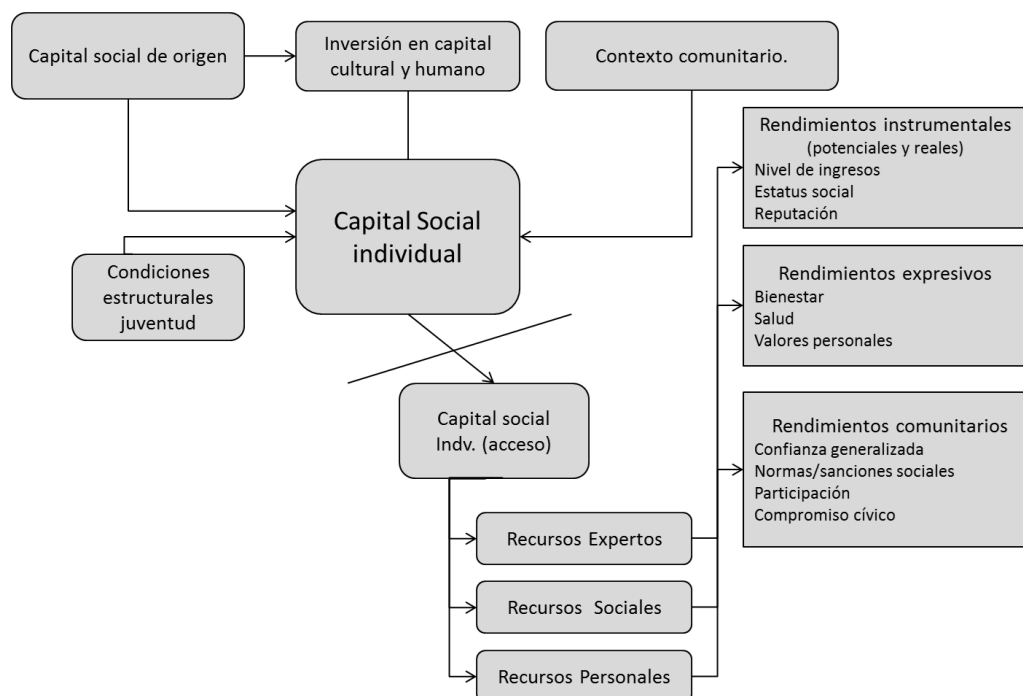 Capital social de origen
Inversión en capital
cultural y humano
Contexto comunitario.
Rendimientos instrumentales
(potenciales y reales)
Nivel de ingresos
Estatus social
Reputación
Capital Social
individual
Condiciones
estructurales
juventud
Rendimientos expresivos
Bienestar
Salud
Valores personales
Capital social
Indv. (acceso)
Rendimientos comunitarios
Confianza generalizada
Normas/sanciones sociales
Participación
Compromiso cívico
Recursos Expertos
Recursos Sociales
Recursos Personales